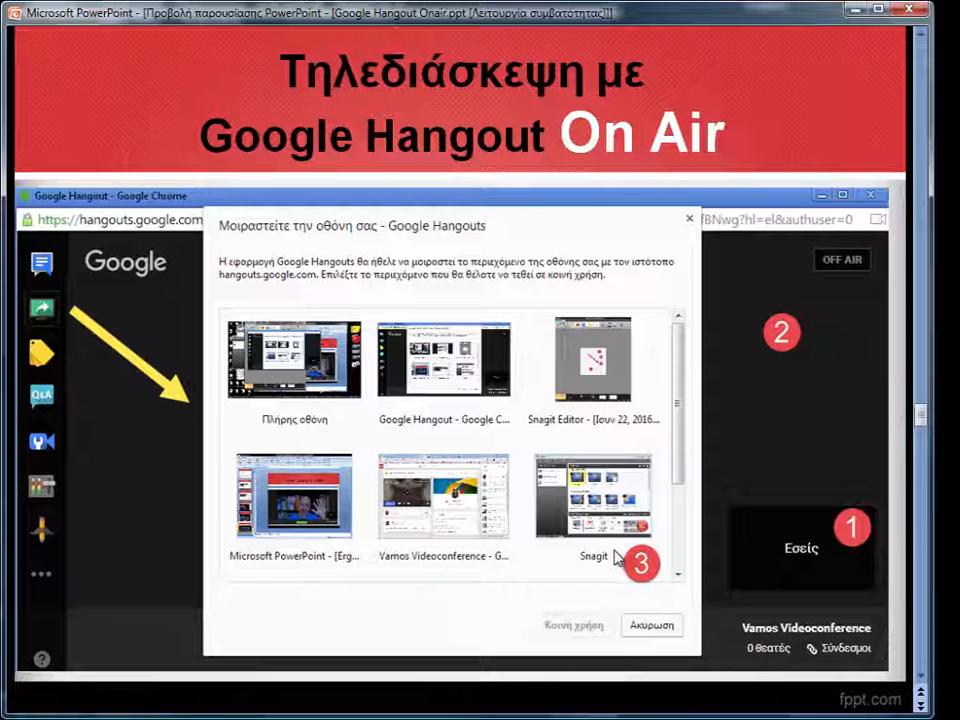 Microsoft PowerPoint - [Προβολή παρουσίασης PowerPoint - [Google Hangout Onair.ppt [Λειτουργία συμβατότητας]]]
Τηλεδιάσκεψη με
Google Hangout On Air
Google Hangout - Google Chrome
https://hangouts.google.com
fBNwg?hl=el&authuser=0
Μοιραστείτε την οθόνη σας - Google Hangouts
Google
OFF AIR
Η εφαρμογή Google Hangouts θα ήθελε να μοιραστεί το περιεχόμενο της οθόνης σας με τον ιστότοπο
hangouts.google.com. Επιλέξτε το περιεχόμενο που θα θέλατε να τεθεί σε κοινή χρήση.
2
Q&A
Πλήρης οθόνη
Google Hangout - Google C...
Snagit Editor - [Ιουν 22, 2016...
Microsoft PowerPoint - [Erg...
Vamos Videoconference - G...
Snagit
3
1
Εσείς
Κοινή χρήση
Ακύρωση
Vamos Videoconference
0 θεατές
Σύνδεσμοι
?
fppt.com